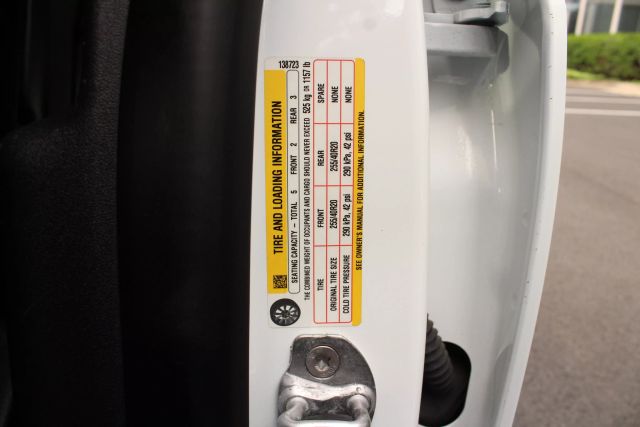 138723
TIRE AND LOADING INFORMATION
SEATING CAPACITY - TOTAL 5 FRONT 2 REAR 3
THE COMBINED WEIGHT OF OCCUPANTS AND CARGO SHOULD NEVER EXCEED 525 kg OR 1157 lb
TIRE FRONT REAR SPARE
ORIGINAL TIRE SIZE 255/40R20 255/40R20 NONE
COLD TIRE PRESSURE 290 kPa, 42 psi 290 kPa, 42 psi NONE
SEE OWNER'S MANUAL FOR ADDITIONAL INFORMATION.